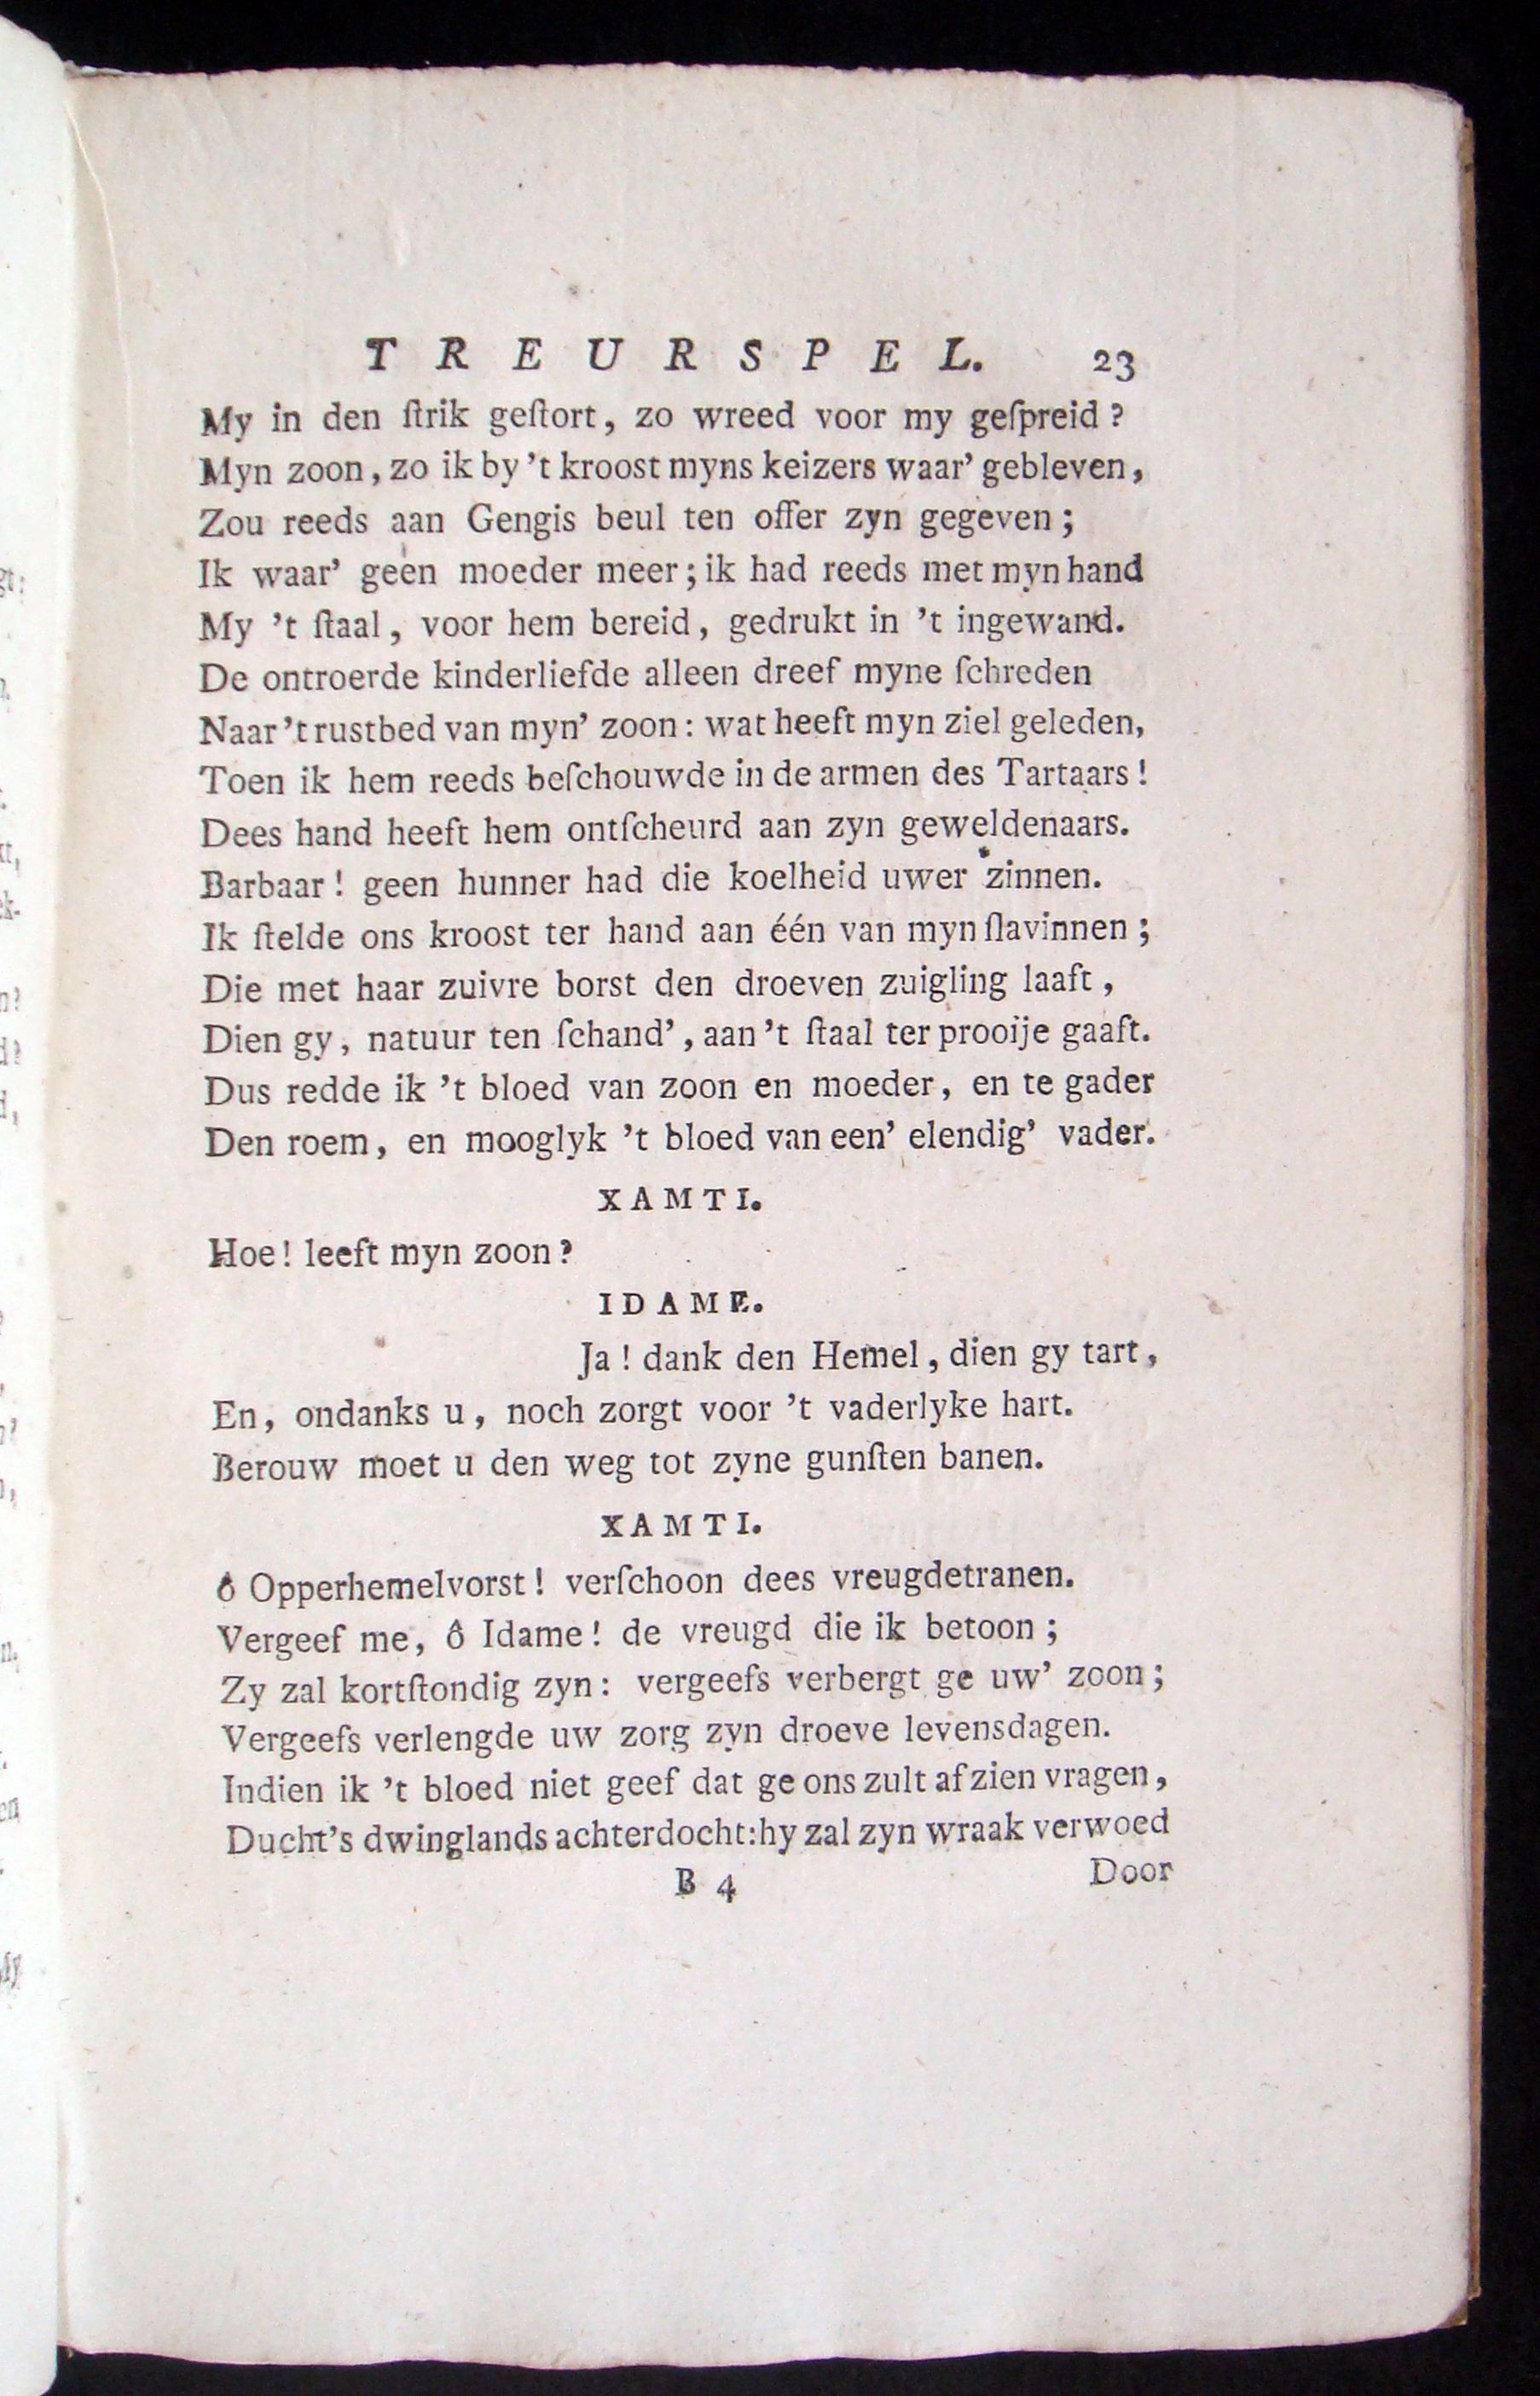 TREURSPEL. 23
My in den ſtrik geſtort, zo wreed voor my geſpreid?
Myn zoon, zo ik by 't kroost myns keizers waar' gebleven,
Zou reeds aan Gengis beul ten offer zyn gegeven;
Ik waar' geen moeder meer; ik had reeds met myn hand
My 't ſtaal, voor hem bereid, gedrukt in 't ingewand.
De ontroerde kinderliefde alleen dreef myne ſchreden
Naar 't rustbed van myn' zoon: wat heeft myn ziel geleden,
Toen ik hem reeds beſchouwde in de armen des Tartaars!
Dees hand heeft hem ontſcheurd aan zyn geweldenaars.
Barbaar! geen hunner had die koelheid uwer zinnen.
Ik ſtelde ons kroost ter hand aan één van myn ſlavinnen;
Die met haar zuivre borst den droeven zuigling laaft,
Dien gy, natuur ten ſchand', aan 't ſtaal ter prooije gaaft.
Dus redde ik 't bloed van zoon en moeder, en te gader
Den roem, en mooglyk 't bloed van een' elendig' vader.
XAMTI.
Hoe! leeft myn zoon?
IDAME.
Ja! dank den Hemel, dien gy tart,
En, ondanks u, noch zorgt voor 't vaderlyke hart.
Berouw moet u den weg tot zyne gunſten banen.
XAMTI.
ô Opperhemelvorst! verſchoon dees vreugdetranen.
Vergeef me, ô Idame! de vreugd die ik betoon;
Zy zal kortſtondig zyn: vergeefs verbergt ge uw' zoon;
Vergeefs verlengde uw zorg zyn droeve levensdagen.
Indien ik 't bloed niet geef dat ge ons zult af zien vragen,
Ducht's dwinglands achterdocht: hy zal zyn wraak verwoed
B 4 Door